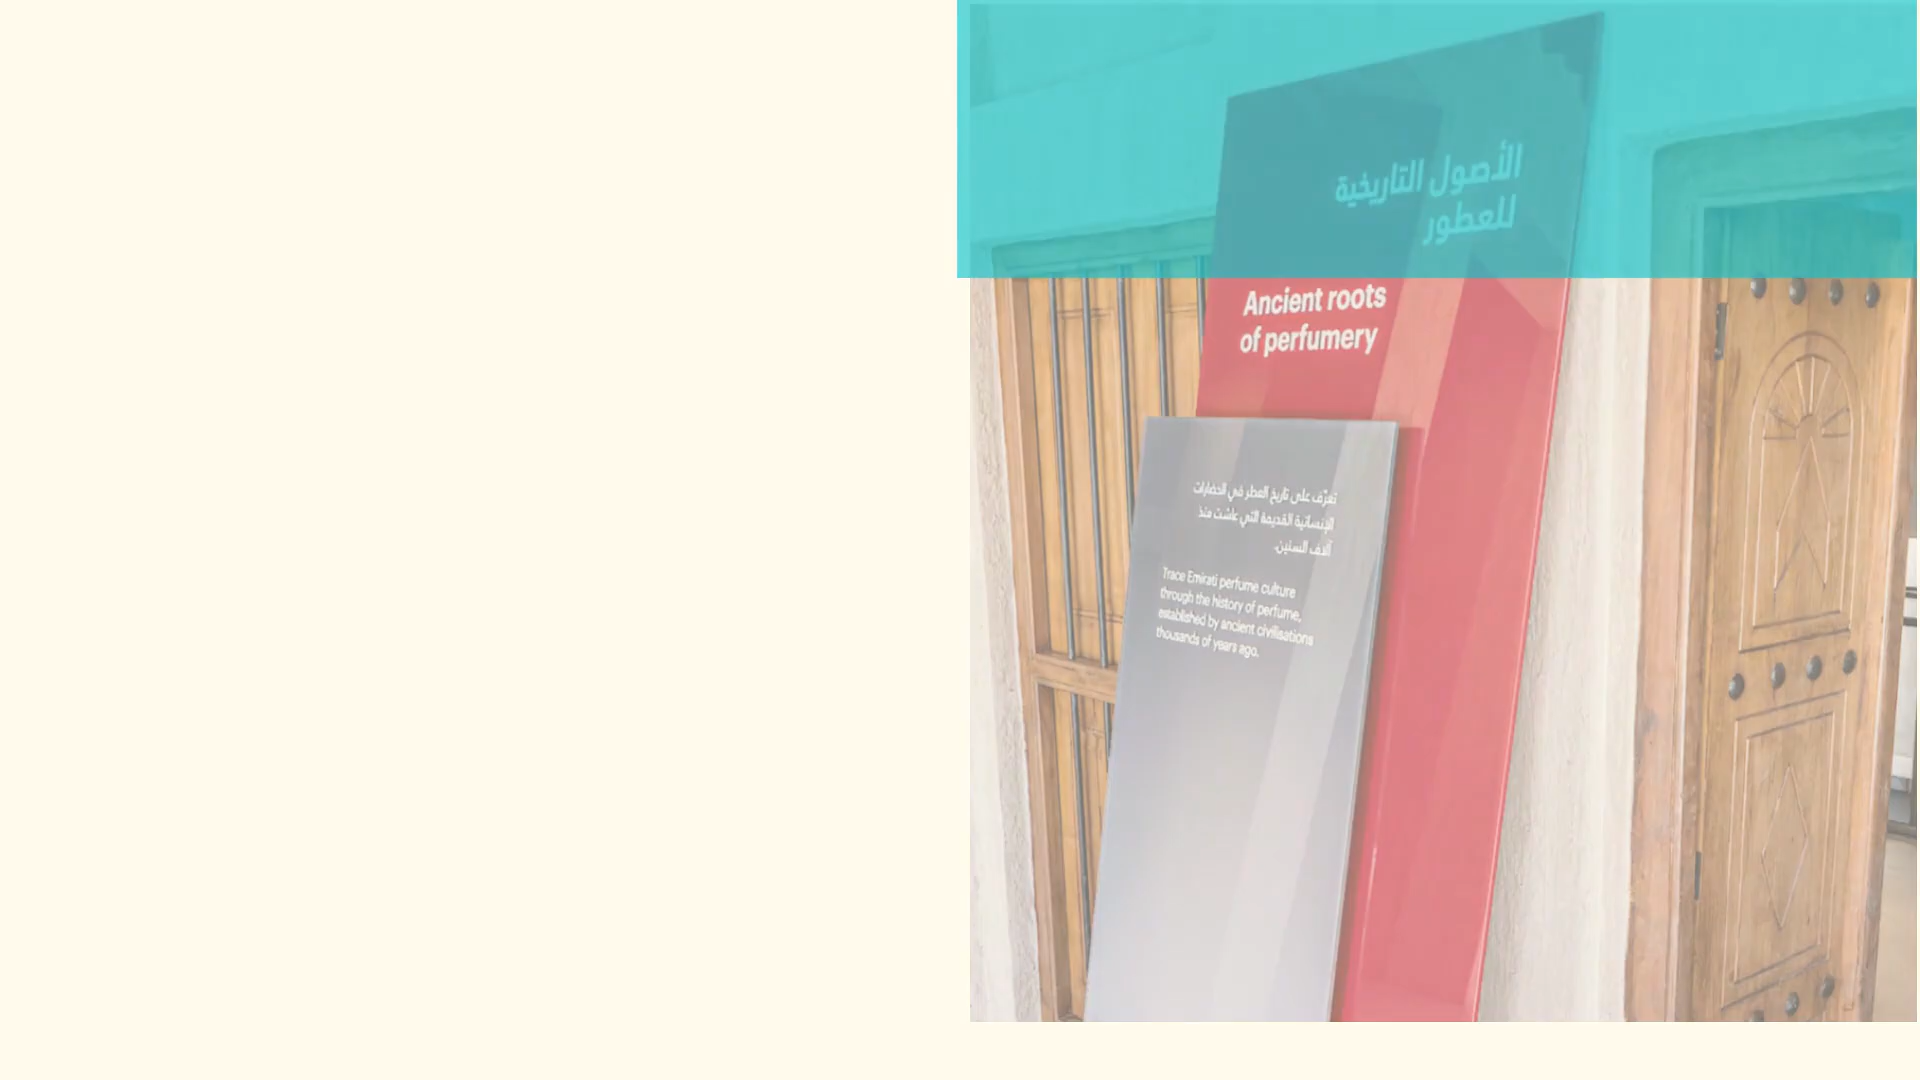 الأصول التاريخية
للعطور
Ancient roots
of perfumery
تعرّف على تاريخ العطر في الحضارات
الإنسانية القديمة التي عاشت منذ
آلاف السنين.
Trace Emirati perfume culture
through the history of perfume,
established by ancient civilisations
thousands of years ago.